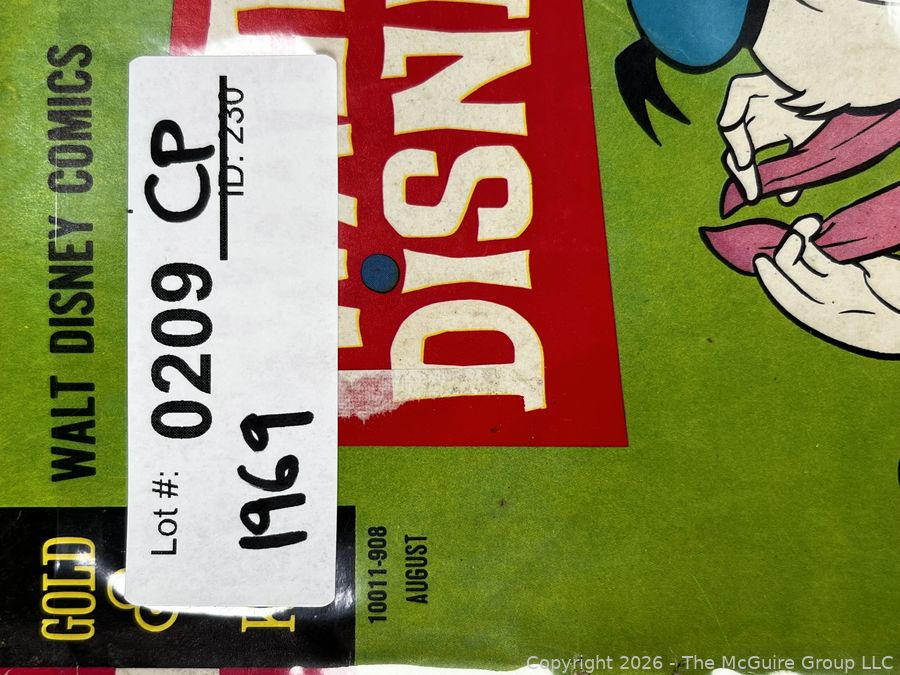 WALT DISNEY COMICS
DISN
Lot #: 0209 CP
ID: 230
1969
GOLD
K
10011-908
AUGUST
Copyright 2026 - The McGuire Group LLC